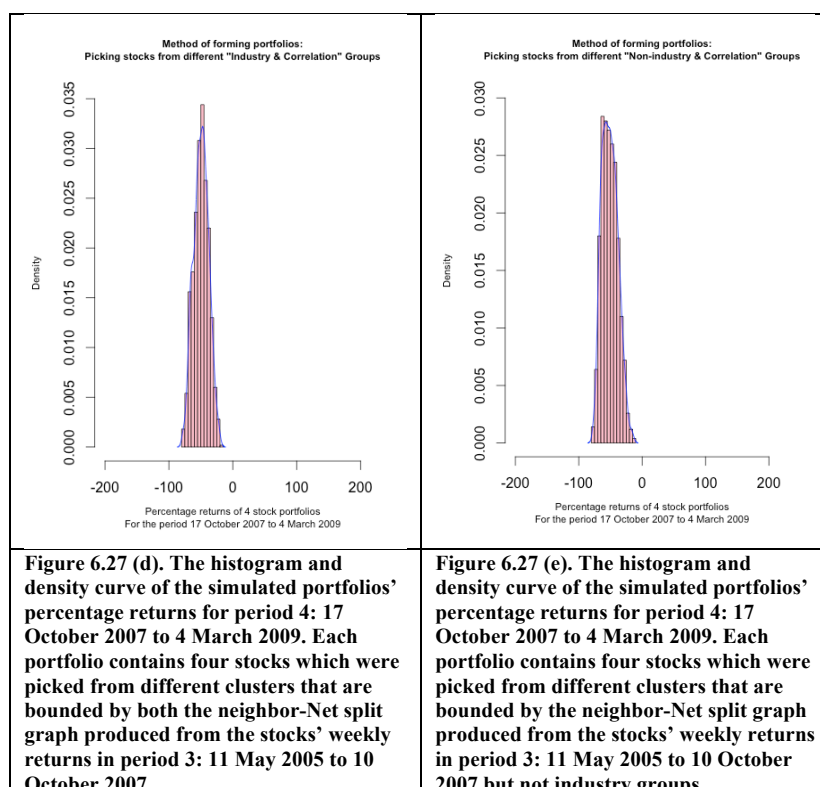 Method of forming portfolios:
Picking stocks from different "Industry & Correlation" Groups
Density
0.000
0.005
0.010
0.015
0.020
0.025
0.030
0.035
-200
-100
0
100
200
Percentage returns of 4 stock portfolios
For the period 17 October 2007 to 4 March 2009
Figure 6.27 (d). The histogram and
density curve of the simulated portfolios’
percentage returns for period 4: 17
October 2007 to 4 March 2009. Each
portfolio contains four stocks which were
picked from different clusters that are
bounded by both the neighbor-Net split
graph produced from the stocks’ weekly
returns in period 3: 11 May 2005 to 10
October 2007
Method of forming portfolios:
Picking stocks from different "Non-industry & Correlation" Groups
Density
0.000
0.005
0.010
0.015
0.020
0.025
0.030
-200
-100
0
100
200
Percentage returns of 4 stock portfolios
For the period 17 October 2007 to 4 March 2009
Figure 6.27 (e). The histogram and
density curve of the simulated portfolios’
percentage returns for period 4: 17
October 2007 to 4 March 2009. Each
portfolio contains four stocks which were
picked from different clusters that are
bounded by the neighbor-Net split graph
produced from the stocks’ weekly returns
in period 3: 11 May 2005 to 10 October
2007 but not industry groups